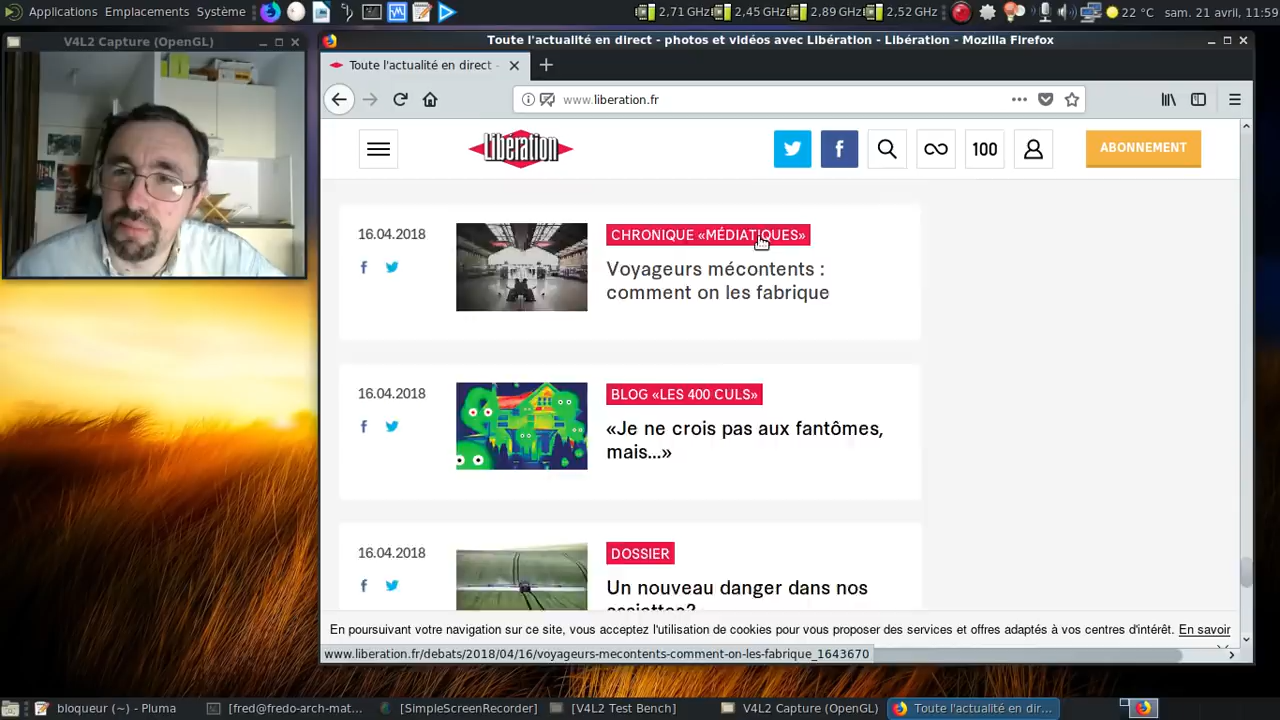 Applications Emplacements Système 2,71 GHz 2,45 GHz 2,89 GHz 2,52 GHz 22 °C sam. 21 avril, 11:59
V4L2 Capture (OpenGL)
Toute l'actualité en direct - photos et vidéos avec Libération - Libération - Mozilla Firefox
Toute l'actualité en direct -
www.liberation.fr
Libération
100
ABONNEMENT
16.04.2018
CHRONIQUE «MÉDIATIQUES»
Voyageurs mécontents :
comment on les fabrique
16.04.2018
BLOG «LES 400 CULS»
«Je ne crois pas aux fantômes,
mais...»
16.04.2018
DOSSIER
Un nouveau danger dans nos
assiettes?
En poursuivant votre navigation sur ce site, vous acceptez l'utilisation de cookies pour vous proposer des services et offres adaptés à vos centres d'intérêt. En savoir
www.liberation.fr/debats/2018/04/16/voyageurs-mecontents-comment-on-les-fabrique_1643670
bloqueur (~) - Pluma [fred@fredo-arch-mat... [SimpleScreenRecorder] [V4L2 Test Bench] V4L2 Capture (OpenGL) Toute l'actualité en direct ...